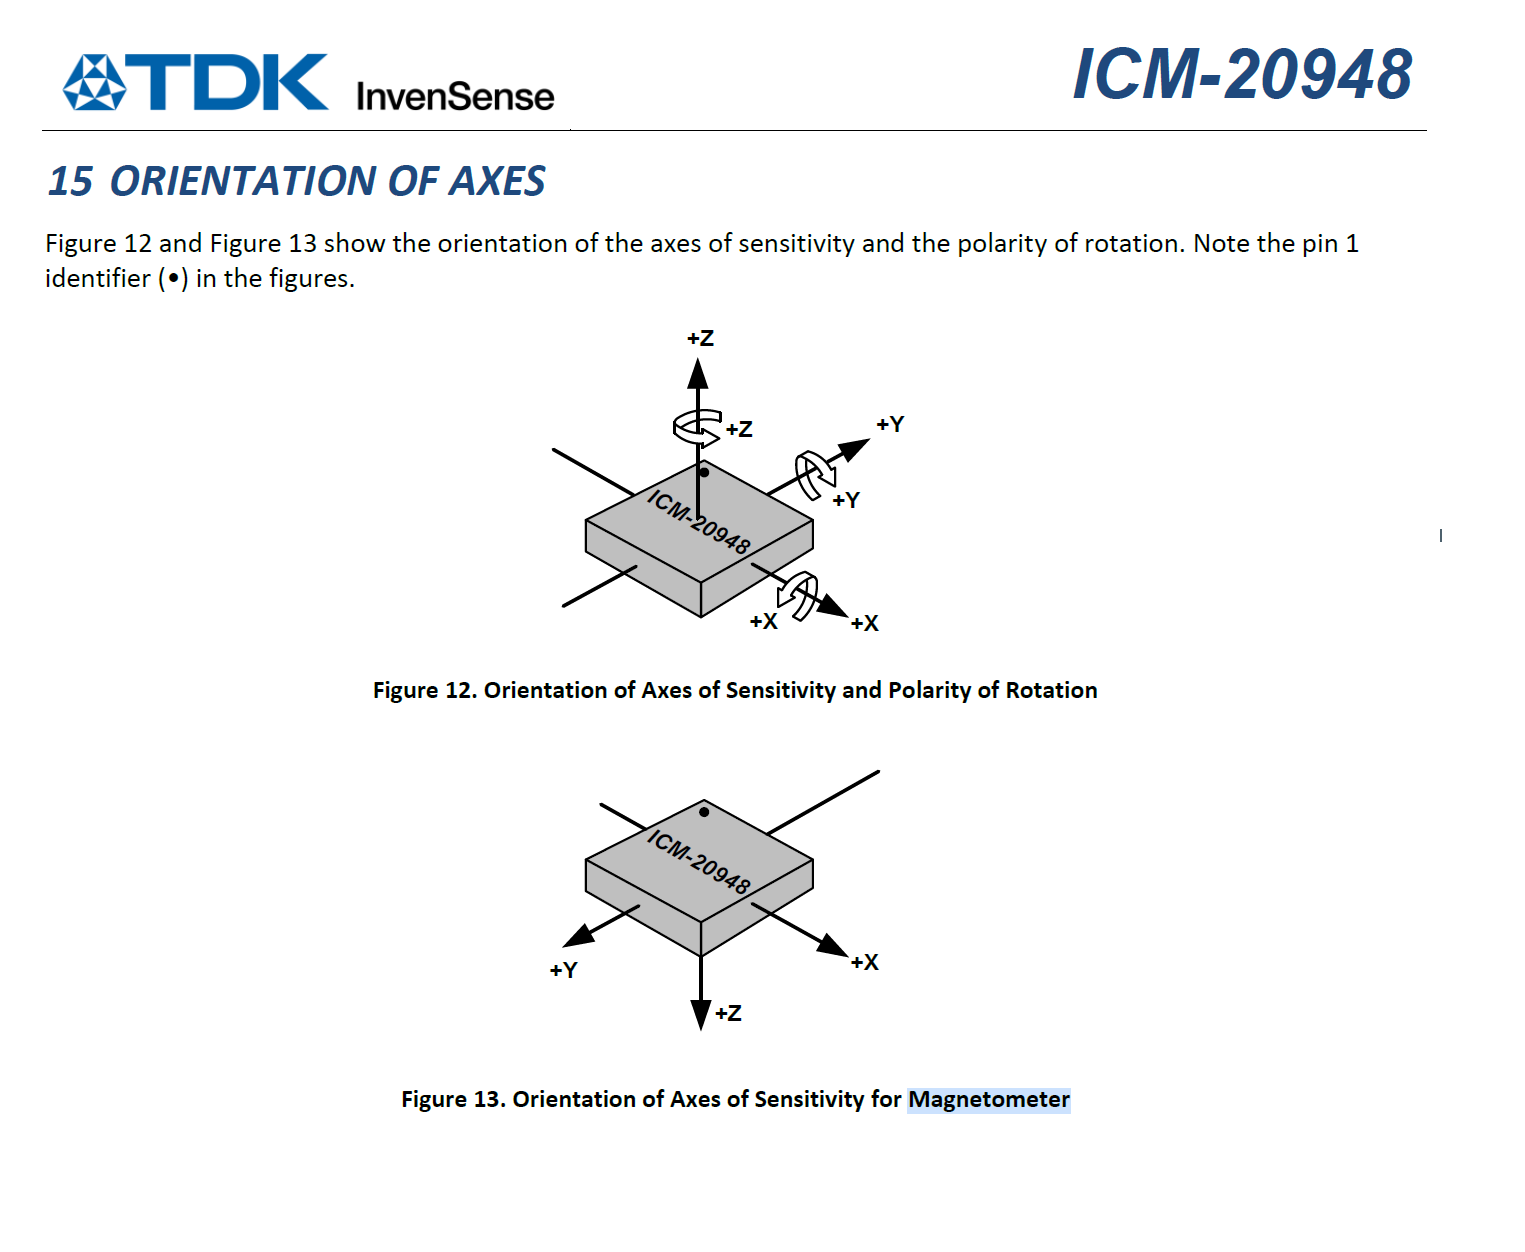 TDK InvenSense
ICM-20948
15 ORIENTATION OF AXES
Figure 12 and Figure 13 show the orientation of the axes of sensitivity and the polarity of rotation. Note the pin 1
identifier (•) in the figures.
+Z
+Z
+Y
+Y
ICM-20948
+X
+X
Figure 12. Orientation of Axes of Sensitivity and Polarity of Rotation
ICM-20948
+Y
+X
+Z
Figure 13. Orientation of Axes of Sensitivity for Magnetometer